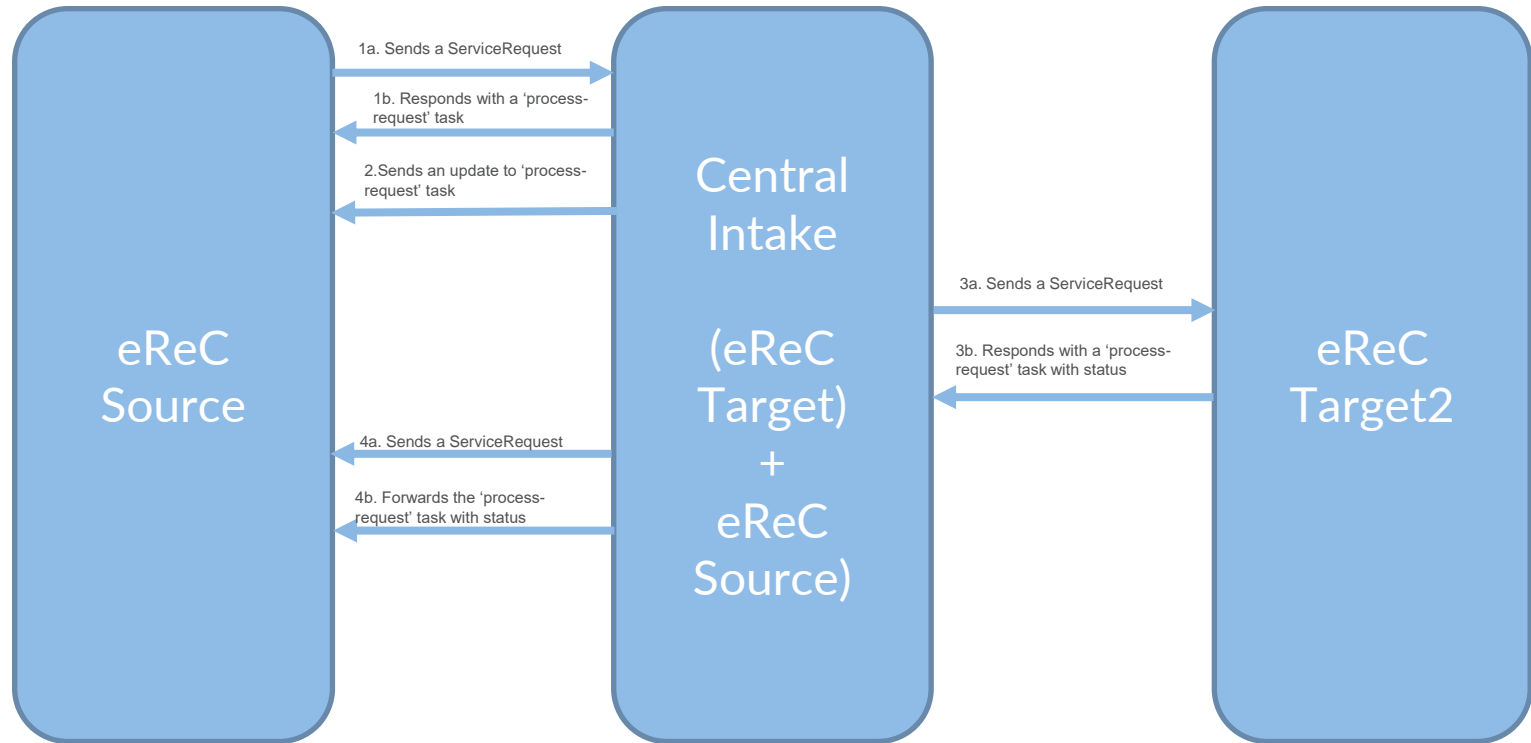 eReC
Source
1a. Sends a ServiceRequest
1b. Responds with a ‘process-
request’ task
2.Sends an update to ‘process-
request’ task
4a. Sends a ServiceRequest
4b. Forwards the ‘process-
request’ task with status
Central
Intake
(eReC
Target)
+
eReC
Source)
3a. Sends a ServiceRequest
3b. Responds with a ‘process-
request’ task with status
eReC
Target2